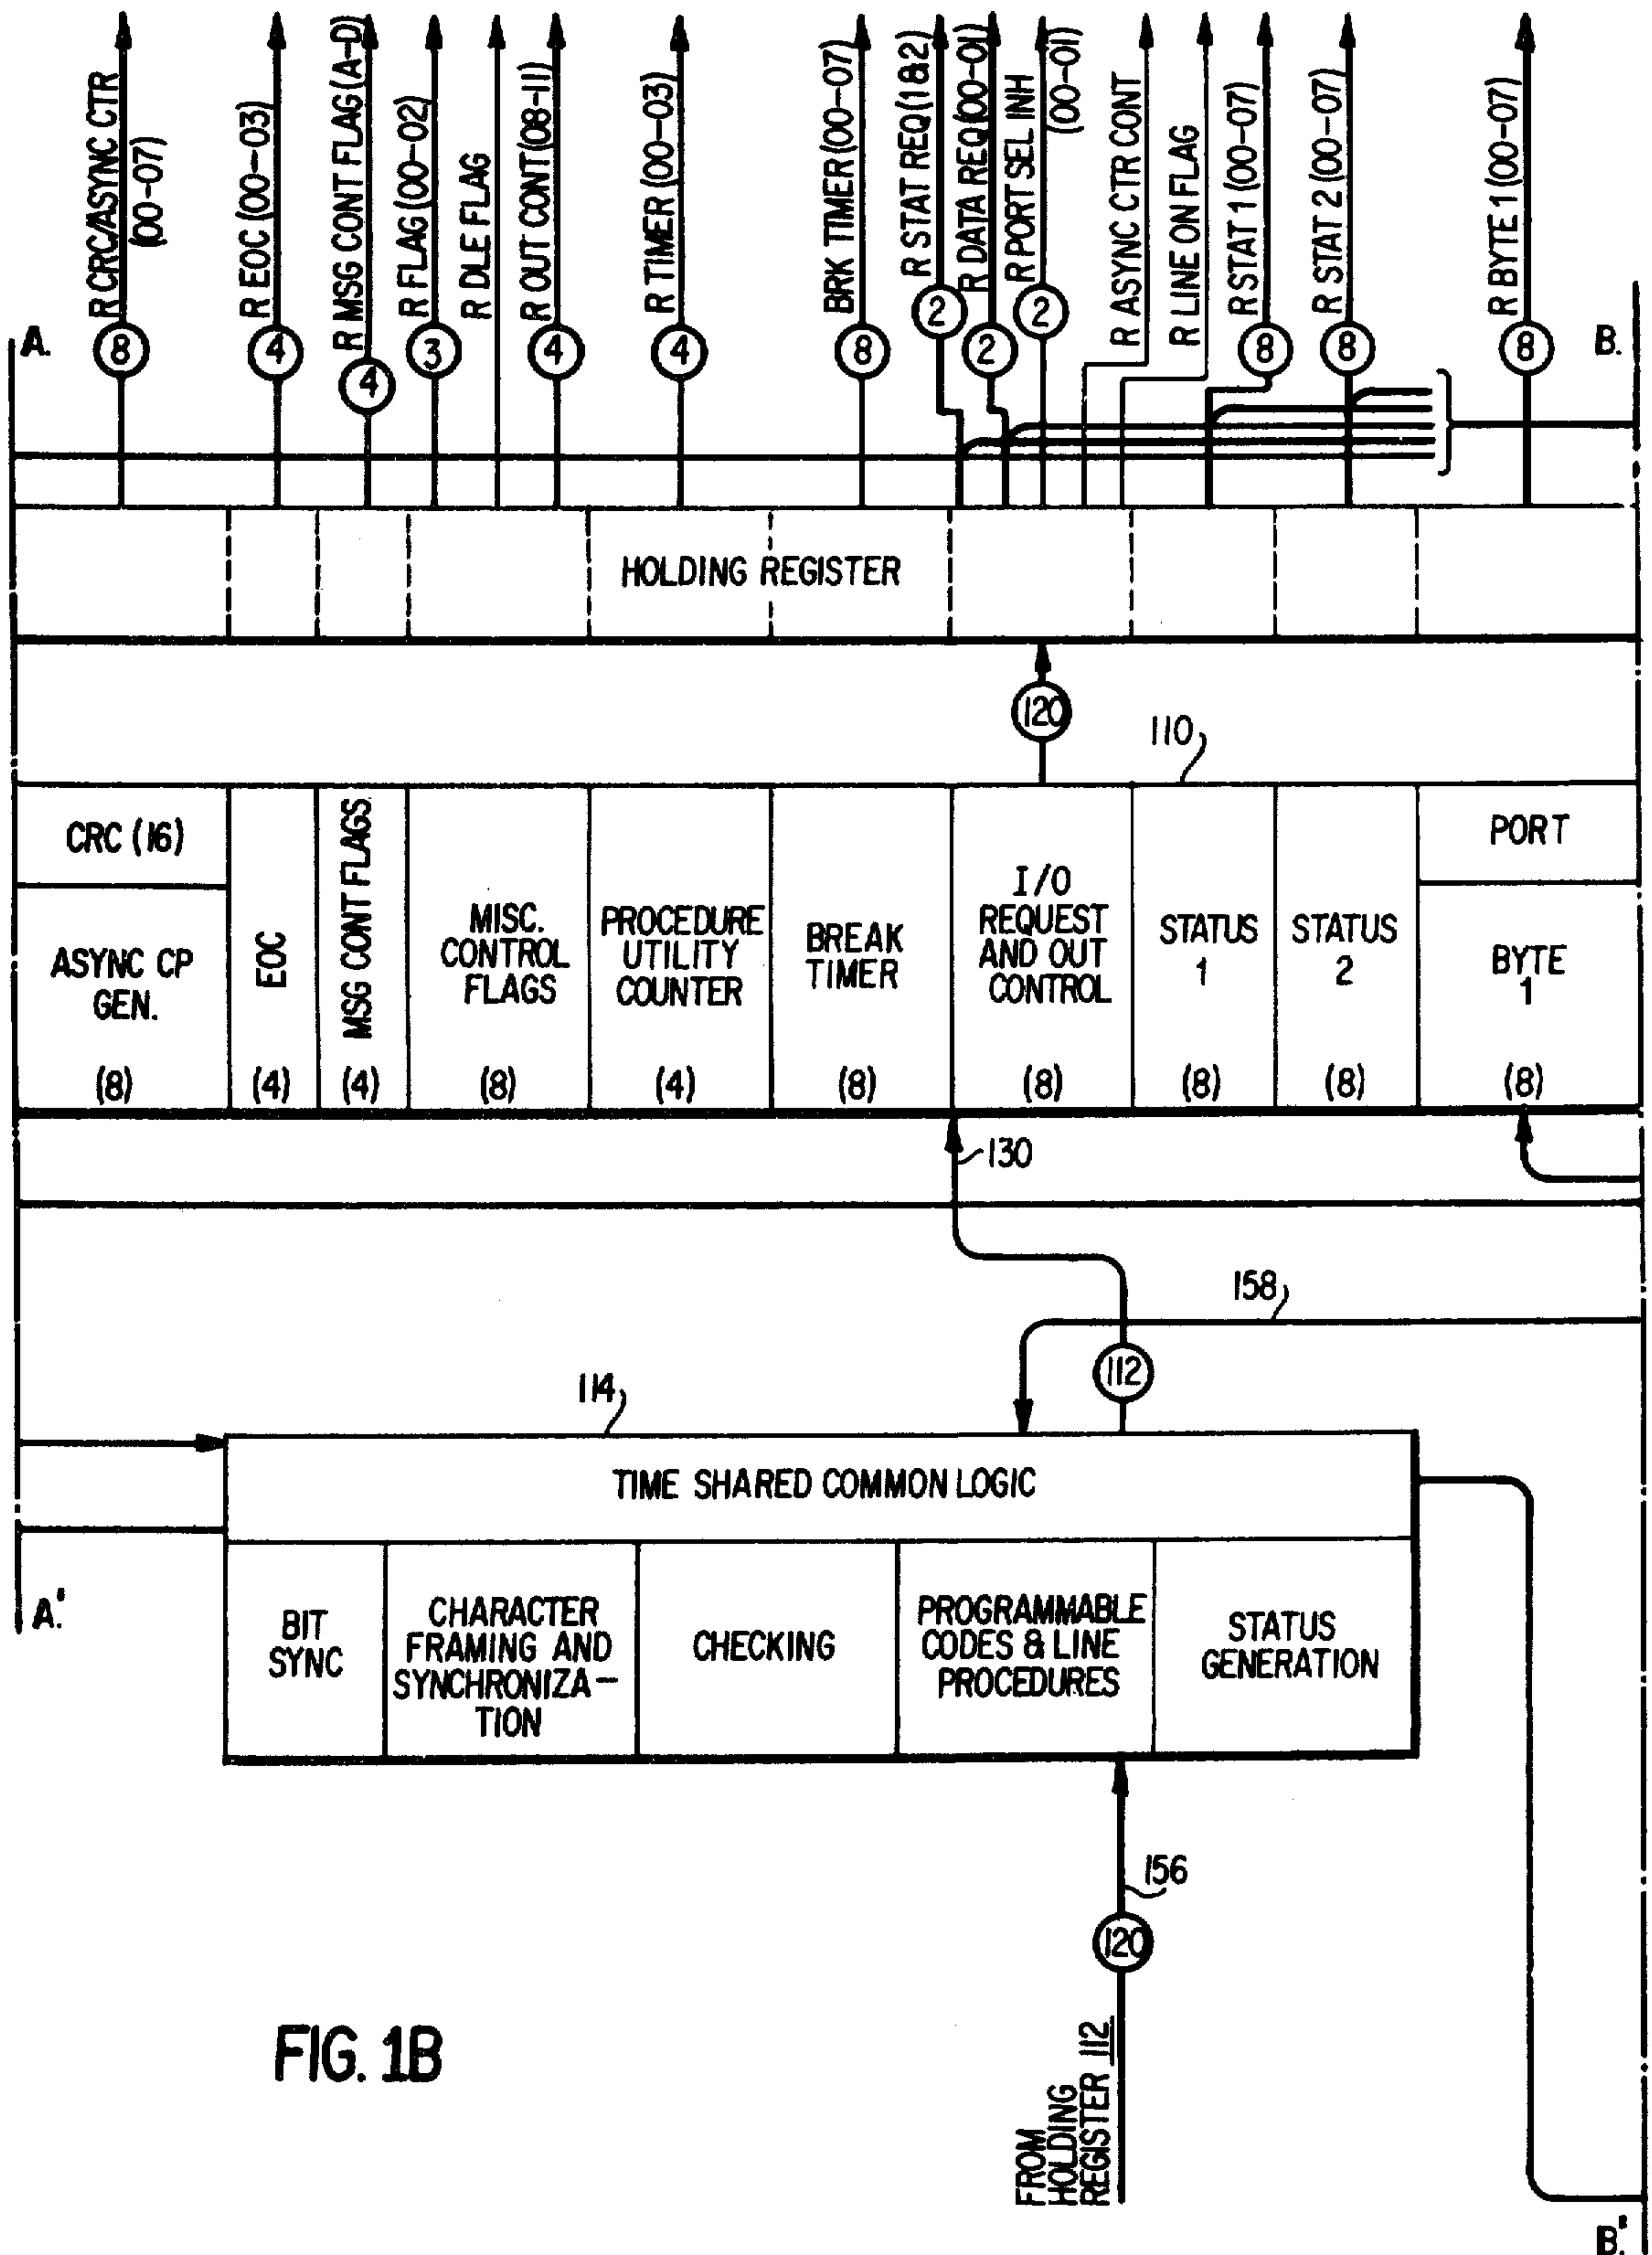 R CRC/ASYNC CTR
(00-07)
R EOC (00-03)
R MSG CONT FLAG (A-D)
R FLAG (00-02)
R DLE FLAG
R OUT CONT (08-11)
R TIMER (00-03)
BRK TIMER (00-07)
R STAT REQ (1&2)
R DATA REQ (00-01)
R PORT SEL INH
(00-01)
R ASYNC CTR CONT
R LINE ON FLAG
R STAT 1 (00-07)
R STAT 2 (00-07)
R BYTE 1 (00-07)
A.
8
4
4
3
4
4
8
2
2
2
8
8
8
B.
HOLDING REGISTER
120
110
CRC (16)
ASYNC CP
GEN.
(8)
EOC
(4)
MSG CONT FLAGS
(4)
MISC.
CONTROL
FLAGS
(8)
PROCEDURE
UTILITY
COUNTER
(4)
BREAK
TIMER
(8)
I/O
REQUEST
AND OUT
CONTROL
(8)
STATUS
1
(8)
STATUS
2
(8)
PORT
BYTE
1
(8)
130
158
112
114
TIME SHARED COMMON LOGIC
BIT
SYNC
CHARACTER
FRAMING AND
SYNCHRONIZA-
TION
CHECKING
PROGRAMMABLE
CODES & LINE
PROCEDURES
STATUS
GENERATION
A'.
156
120
FROM
HOLDING
REGISTER 112
FIG. 1B
B'.